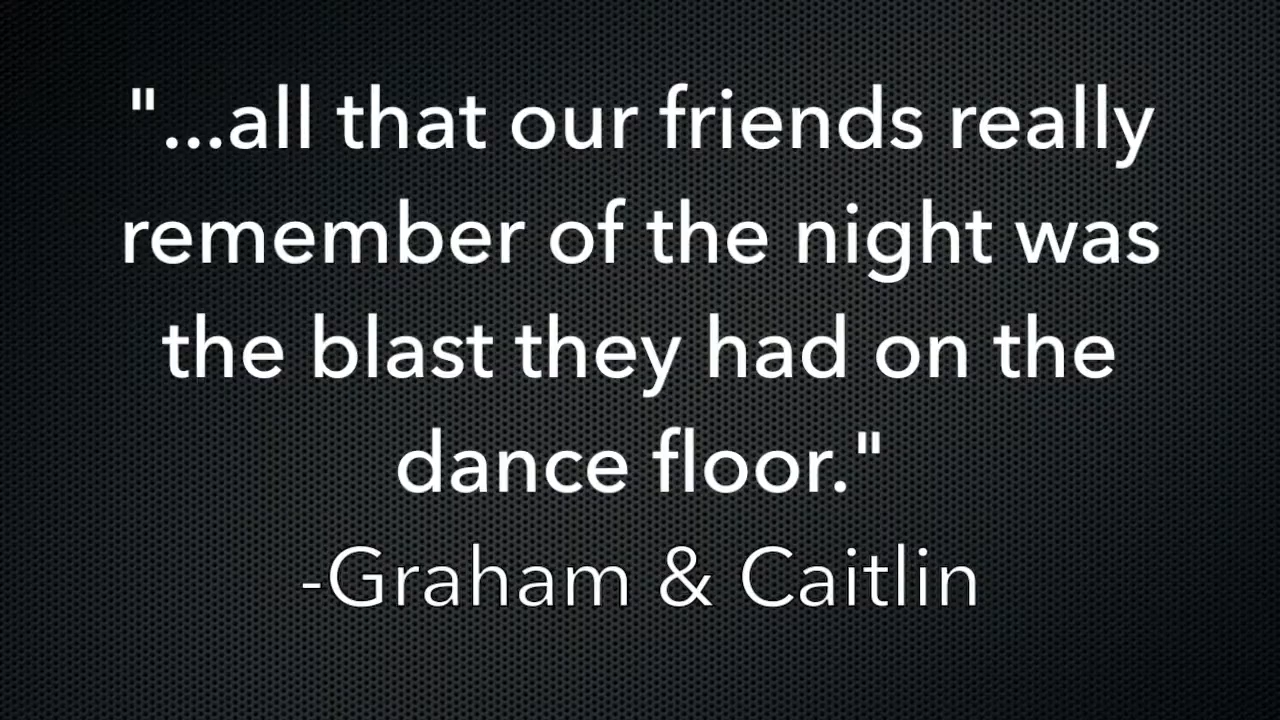 "...all that our friends really
remember of the night was
the blast they had on the
dance floor."
-Graham & Caitlin